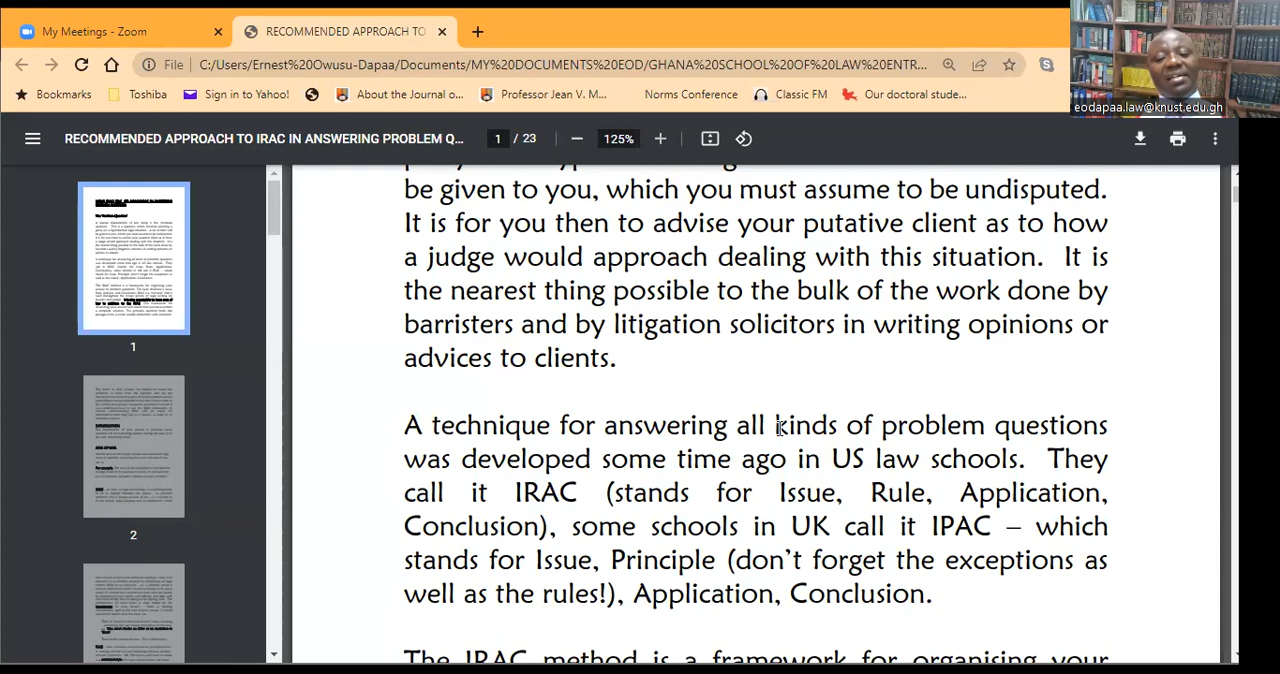 My Meetings - Zoom
RECOMMENDED APPROACH TO
File
C:/Users/Ernest%20Owusu-Dapaa/Documents/MY%20DOCUMENTS%20EOD/GHANA%20SCHOOL%20OF%20LAW%20ENTR...
Bookmarks
Toshiba
Sign in to Yahoo!
About the Journal o...
Professor Jean V. M...
Norms Conference
Classic FM
Our doctoral stude...
eodapaa.law@knust.edu.gh
RECOMMENDED APPROACH TO IRAC IN ANSWERING PROBLEM Q...
1 / 23
125%
be given to you, which you must assume to be undisputed.
It is for you then to advise your putative client as to how
a judge would approach dealing with this situation. It is
the nearest thing possible to the bulk of the work done by
barristers and by litigation solicitors in writing opinions or
advices to clients.
A technique for answering all kinds of problem questions
was developed some time ago in US law schools. They
call it IRAC (stands for Issue, Rule, Application,
Conclusion), some schools in UK call it IPAC – which
stands for Issue, Principle (don't forget the exceptions as
well as the rules!), Application, Conclusion.
The IRAC method is a framework for organising your
1
2